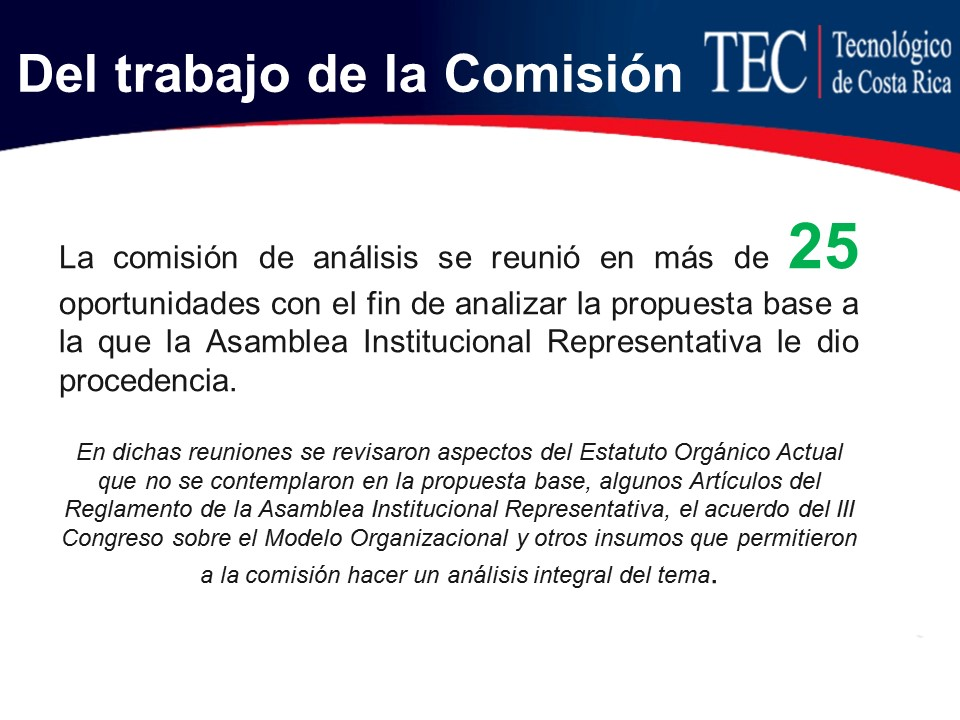 Del trabajo de la Comisión
TEC | Tecnológico
de Costa Rica
La comisión de análisis se reunió en más de 25
oportunidades con el fin de analizar la propuesta base a
la que la Asamblea Institucional Representativa le dio
procedencia.
En dichas reuniones se revisaron aspectos del Estatuto Orgánico Actual
que no se contemplaron en la propuesta base, algunos Artículos del
Reglamento de la Asamblea Institucional Representativa, el acuerdo del III
Congreso sobre el Modelo Organizacional y otros insumos que permitieron
a la comisión hacer un análisis integral del tema.